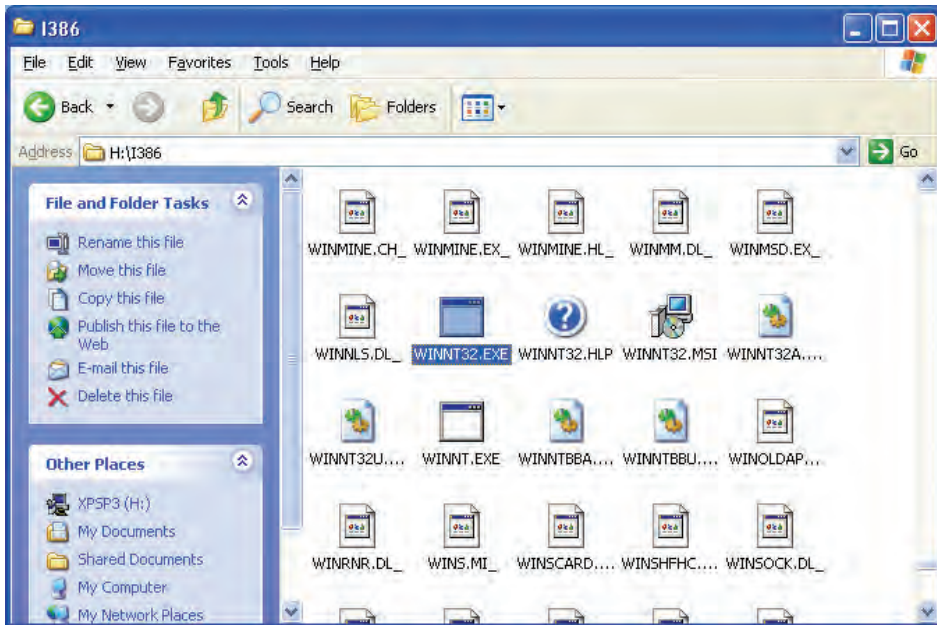 I386
File Edit View Favorites Tools Help
Back Search Folders
Address H:\I386 Go
File and Folder Tasks
Rename this file
Move this file
Copy this file
Publish this file to the
Web
E-mail this file
Delete this file
Other Places
XPSP3 (H:)
My Documents
Shared Documents
My Computer
My Network Places
WINMINE.CH_ WINMINE.EX_ WINMINE.HL_ WINMM.DL_ WINMSD.EX_
WINNLS.DL_ WINNT32.EXE WINNT32.HLP WINNT32.MSI WINNT32A....
WINNT32U.... WINNT.EXE WINNTBBA.... WINNTBBU.... WINOLDAP...
WINRNR.DL_ WINS.MI_ WINSCARD.... WINSHFHC.... WINSOCK.DL_